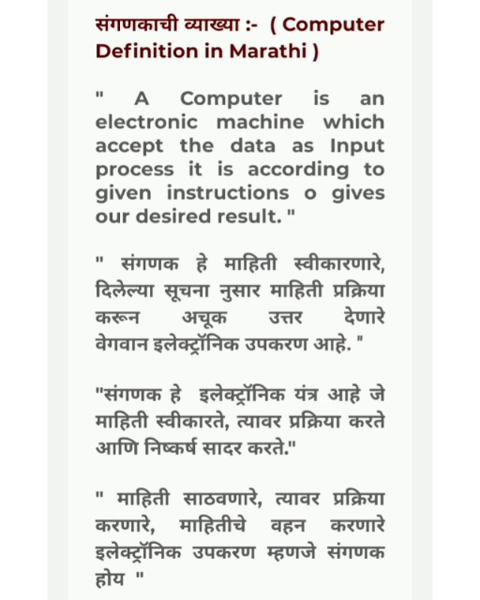 संगणकाची व्याख्या :- ( Computer
Definition in Marathi )
" A Computer is an
electronic machine which
accept the data as Input
process it is according to
given instructions o gives
our desired result. "
" संगणक हे माहिती स्वीकारणारे,
दिलेल्या सूचना नुसार माहिती प्रक्रिया
करून अचूक उत्तर देणारे
वेगवान इलेक्ट्रॉनिक उपकरण आहे. "
"संगणक हे इलेक्ट्रॉनिक यंत्र आहे जे
माहिती स्वीकारते, त्यावर प्रक्रिया करते
आणि निष्कर्ष सादर करते."
" माहिती साठवणारे, त्यावर प्रक्रिया
करणारे, माहितीचे वहन करणारे
इलेक्ट्रॉनिक उपकरण म्हणजे संगणक
होय "